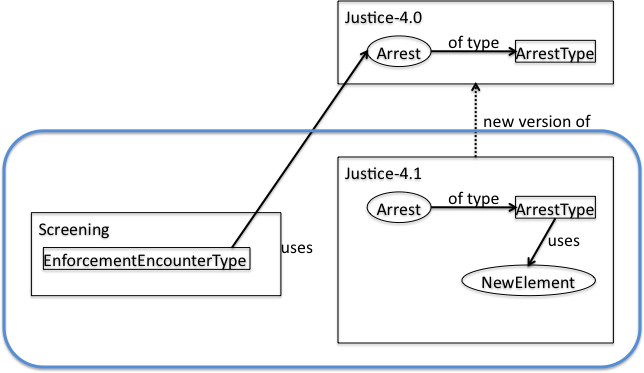 Justice-4.0
Arrest
of type
ArrestType
new version of
Justice-4.1
Arrest
of type
ArrestType
uses
NewElement
Screening
EnforcementEncounterType
uses